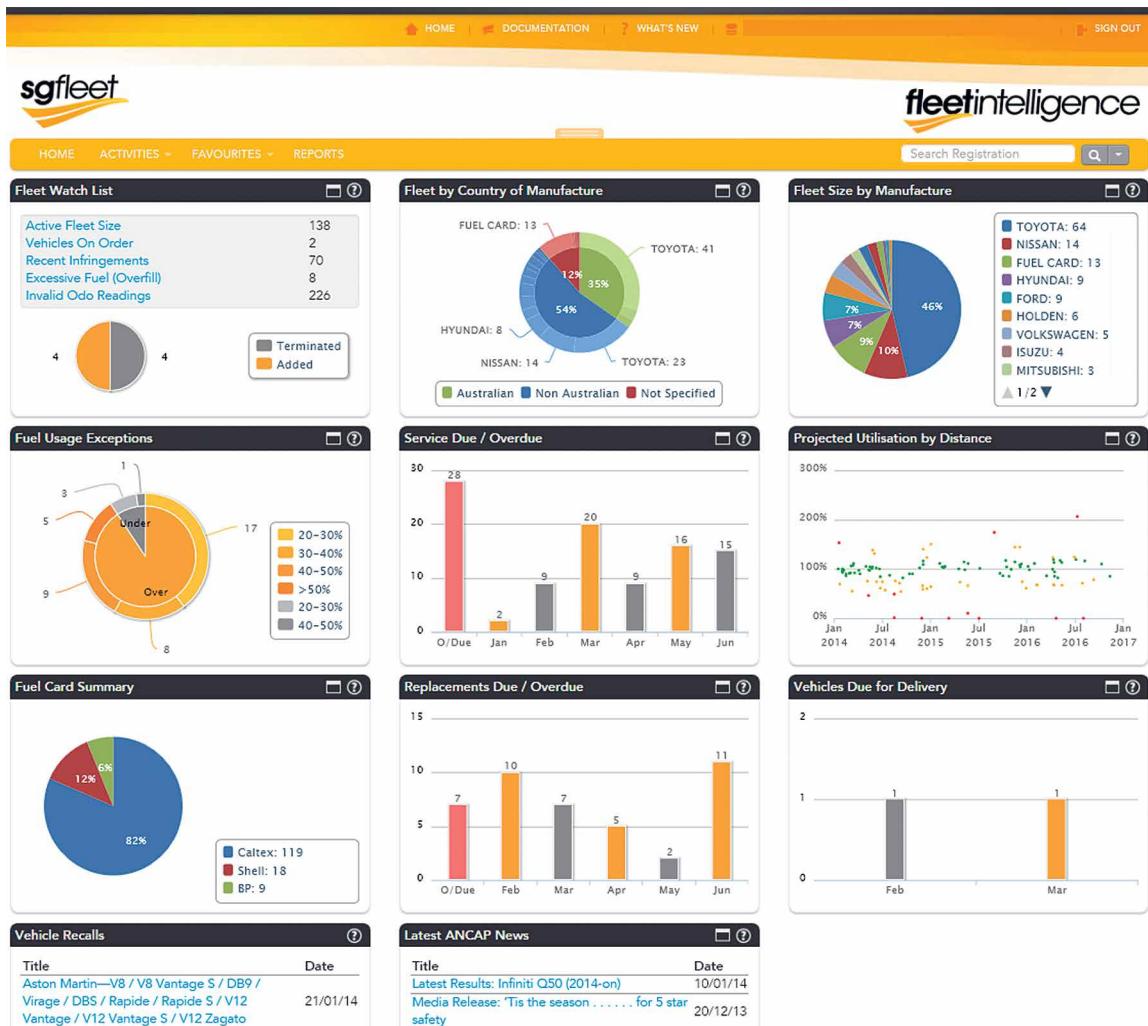 HOME
DOCUMENTATION
? WHAT'S NEW
SIGN OUT
sgfleet
fleetintelligence
HOME
ACTIVITIES
FAVOURITES
REPORTS
Search Registration
Fleet Watch List
Active Fleet Size 138
Vehicles On Order 2
Recent Infringements 70
Excessive Fuel (Overfill) 8
Invalid Odo Readings 226
4
4
Terminated
Added
Fleet by Country of Manufacture
FUEL CARD: 13
TOYOTA: 41
12%
35%
54%
HYUNDAI: 8
NISSAN: 14
TOYOTA: 23
Australian Non Australian Not Specified
Fleet Size by Manufacture
46%
7%
7%
9%
10%
TOYOTA: 64
NISSAN: 14
FUEL CARD: 13
HYUNDAI: 9
FORD: 9
HOLDEN: 6
VOLKSWAGEN: 5
ISUZU: 4
MITSUBISHI: 3
1/2
Fuel Usage Exceptions
1
3
5
Under
17
9
Over
8
20-30%
30-40%
40-50%
>50%
20-30%
40-50%
Service Due / Overdue
30
20
10
0
28
2
9
20
9
16
15
O/Due Jan Feb Mar Apr May Jun
Projected Utilisation by Distance
300%
200%
100%
0%
Jan Jul Jan Jul Jan Jul Jan
2014 2014 2015 2015 2016 2016 2017
Fuel Card Summary
6%
12%
82%
Caltex: 119
Shell: 18
BP: 9
Replacements Due / Overdue
15
10
5
0
7
10
7
5
2
11
O/Due Feb Mar Apr May Jun
Vehicles Due for Delivery
2
1
0
1
1
Feb Mar
Vehicle Recalls
Title Date
Aston Martin—V8 / V8 Vantage S / DB9 /
Virage / DBS / Rapide / Rapide S / V12 21/01/14
Vantage / V12 Vantage S / V12 Zagato
Latest ANCAP News
Title Date
Latest Results: Infiniti Q50 (2014-on) 10/01/14
Media Release: 'Tis the season . . . . . . for 5 star 20/12/13
safety